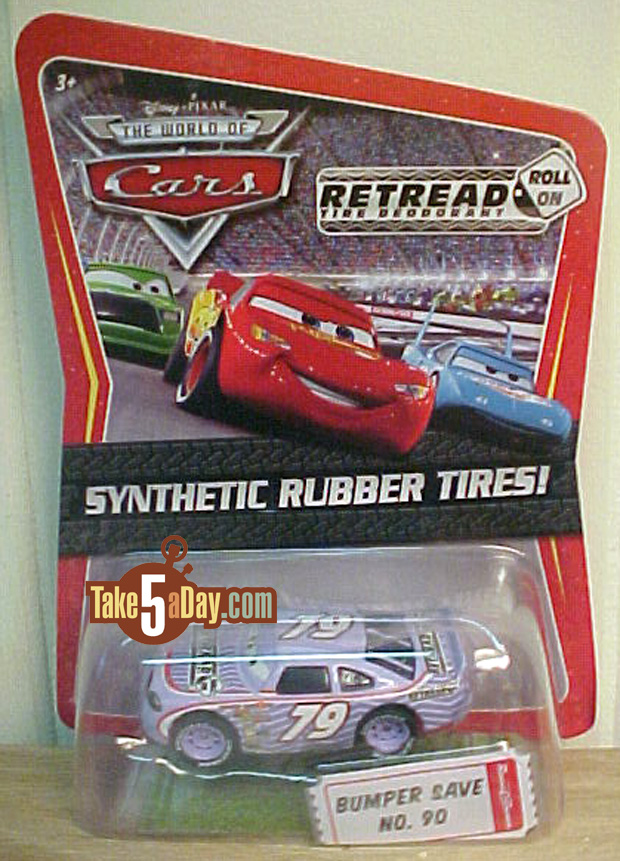 3+
Disney · PIXAR
THE WORLD OF
Cars
RETREAD
TIRE DEODORANT
ROLL
ON
SYNTHETIC RUBBER TIRES!
Take5aDay.com
79
79
BUMPER SAVE
NO. 90